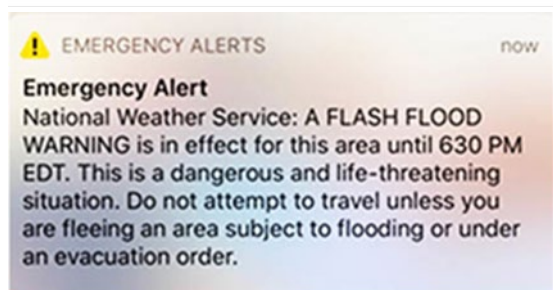 EMERGENCY ALERTS now
Emergency Alert
National Weather Service: A FLASH FLOOD
WARNING is in effect for this area until 630 PM
EDT. This is a dangerous and life-threatening
situation. Do not attempt to travel unless you
are fleeing an area subject to flooding or under
an evacuation order.